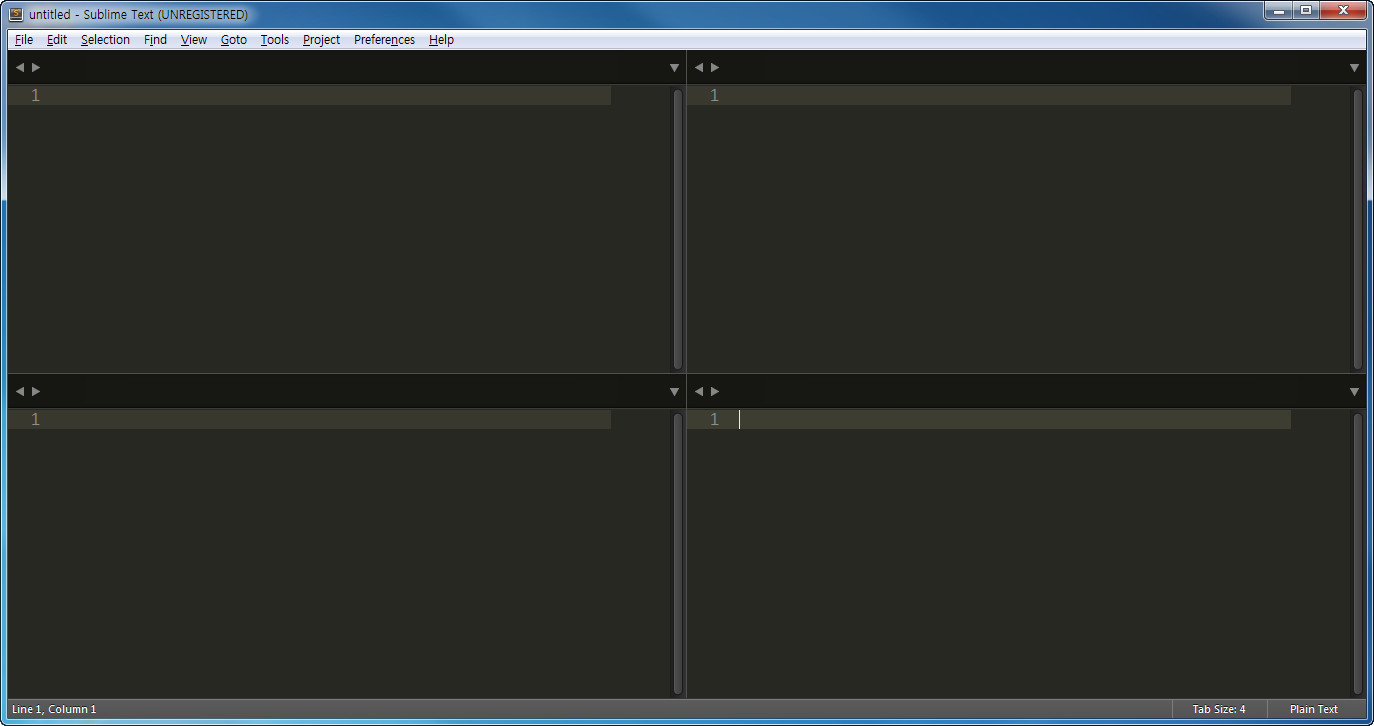 untitled - Sublime Text (UNREGISTERED)
File Edit Selection Find View Goto Tools Project Preferences Help
1 1
1 1
Line 1, Column 1 Tab Size: 4 Plain Text